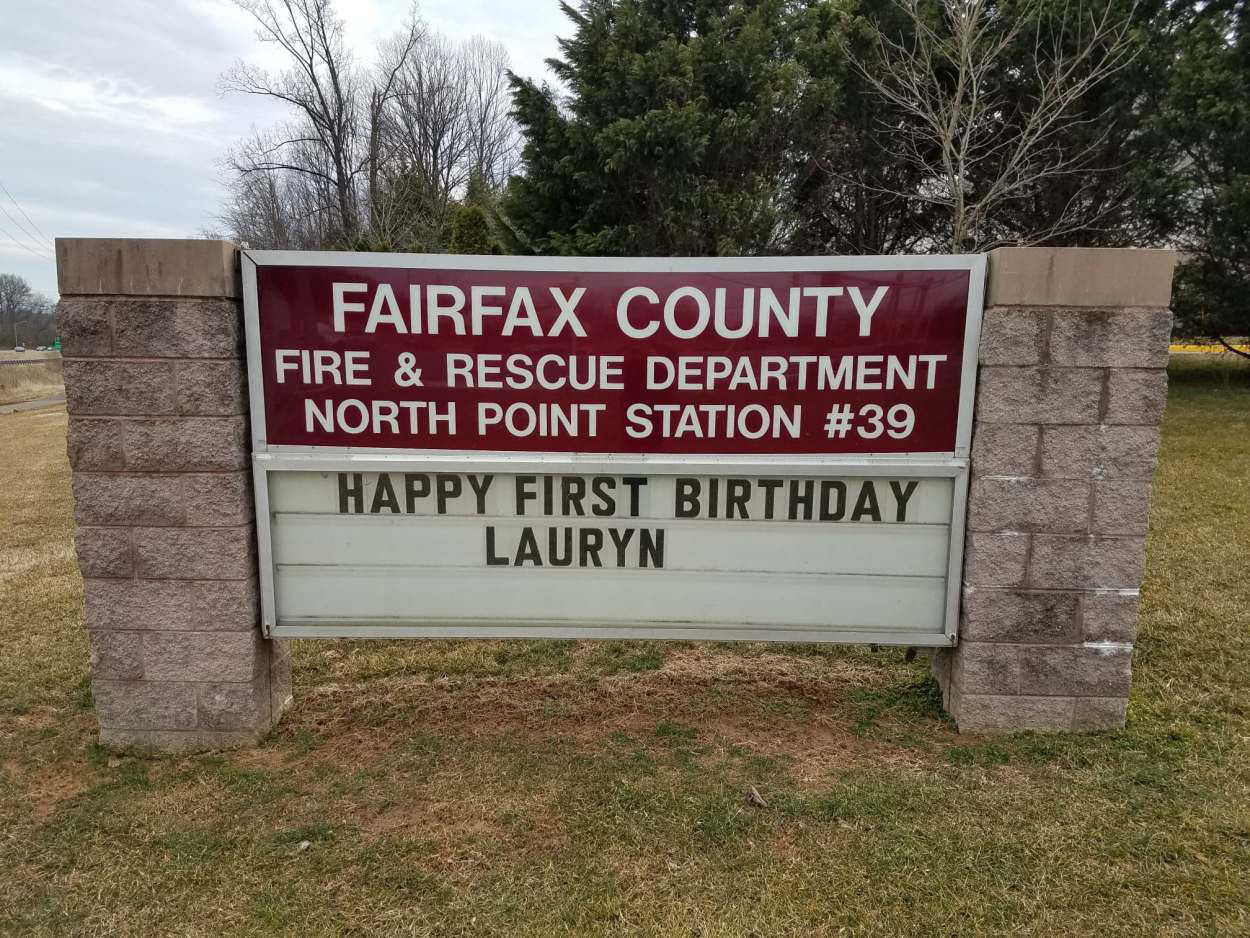 FAIRFAX COUNTY
FIRE & RESCUE DEPARTMENT
NORTH POINT STATION #39
HAPPY FIRST BIRTHDAY
LAURYN